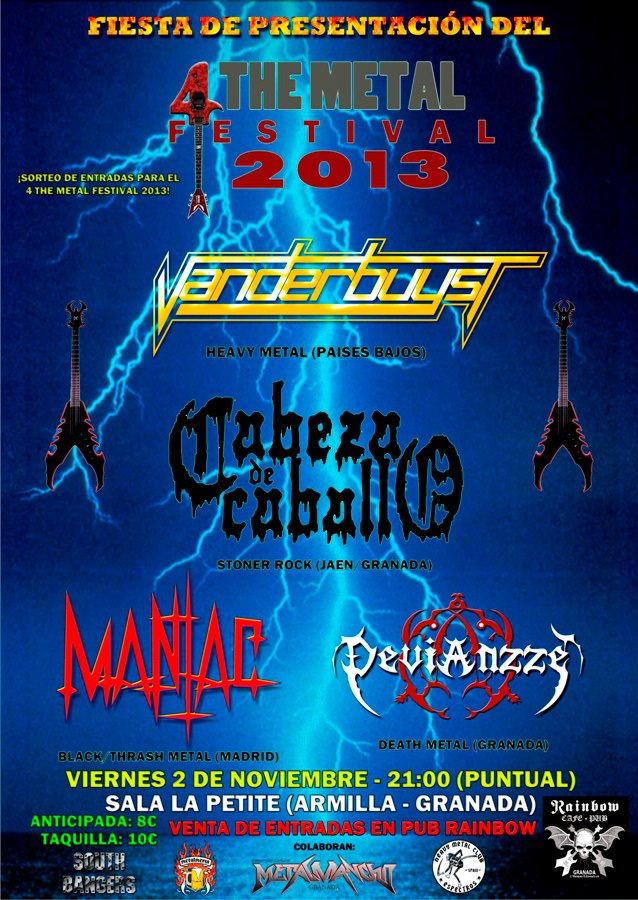 FIESTA DE PRESENTACIÓN DEL
4 THE METAL
FESTIVAL
2013
¡SORTEO DE ENTRADAS PARA EL
4 THE METAL FESTIVAL 2013!
Vanderbuyst
HEAVY METAL (PAISES BAJOS)
Cabeza
de
caballo
STONER ROCK (JAEN/GRANADA)
MANIAC
BLACK/THRASH METAL (MADRID)
DeviAnzze
DEATH METAL (GRANADA)
VIERNES 2 DE NOVIEMBRE - 21:00 (PUNTUAL)
SALA LA PETITE (ARMILLA - GRANADA)
ANTICIPADA: 8€
TAQUILLA: 10€
VENTA DE ENTRADAS EN PUB RAINBOW
Rainbow
CAFE - PUB
GRANADA
COLABORAN:
SOUTH
BANGERS
METALMANCHA
GRANADA
HEAVY METAL CLUB
ESPECTROS